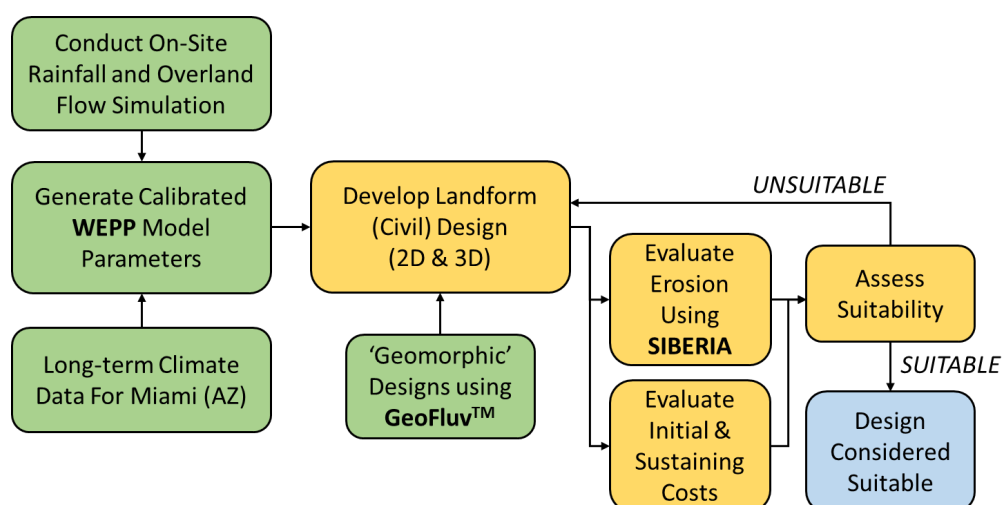 Conduct On-Site
Rainfall and Overland
Flow Simulation
Generate Calibrated
WEPP Model
Parameters
Long-term Climate
Data For Miami (AZ)
Develop Landform
(Civil) Design
(2D & 3D)
‘Geomorphic’
Designs using
GeoFluv™
Evaluate
Erosion
Using
SIBERIA
Evaluate
Initial &
Sustaining
Costs
UNSUITABLE
Assess
Suitability
SUITABLE
Design
Considered
Suitable